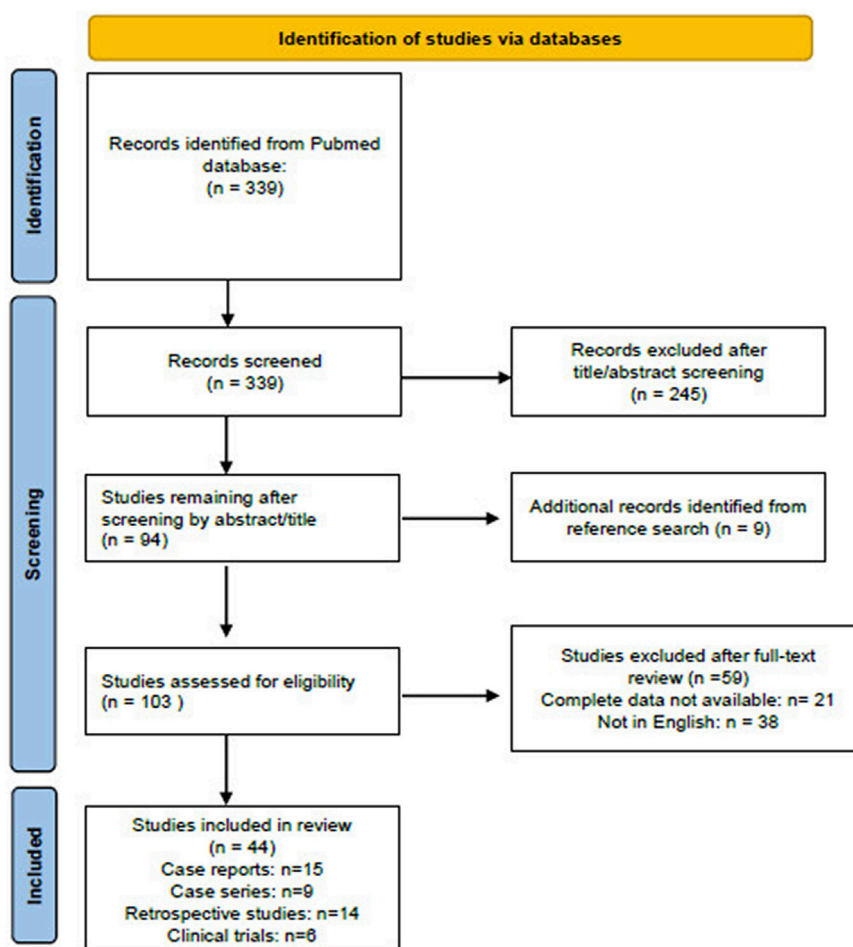 Identification of studies via databases
Identification
Records identified from Pubmed
database:
(n = 339)
Screening
Records screened
(n = 339)
Records excluded after
title/abstract screening
(n = 245)
Studies remaining after
screening by abstract/title
(n = 94)
Additional records identified from
reference search (n = 9)
Studies assessed for eligibility
(n = 103 )
Studies excluded after full-text
review (n =59)
Complete data not available: n= 21
Not in English: n = 38
Included
Studies included in review
(n = 44)
Case reports: n=15
Case series: n=9
Retrospective studies: n=14
Clinical trials: n=6